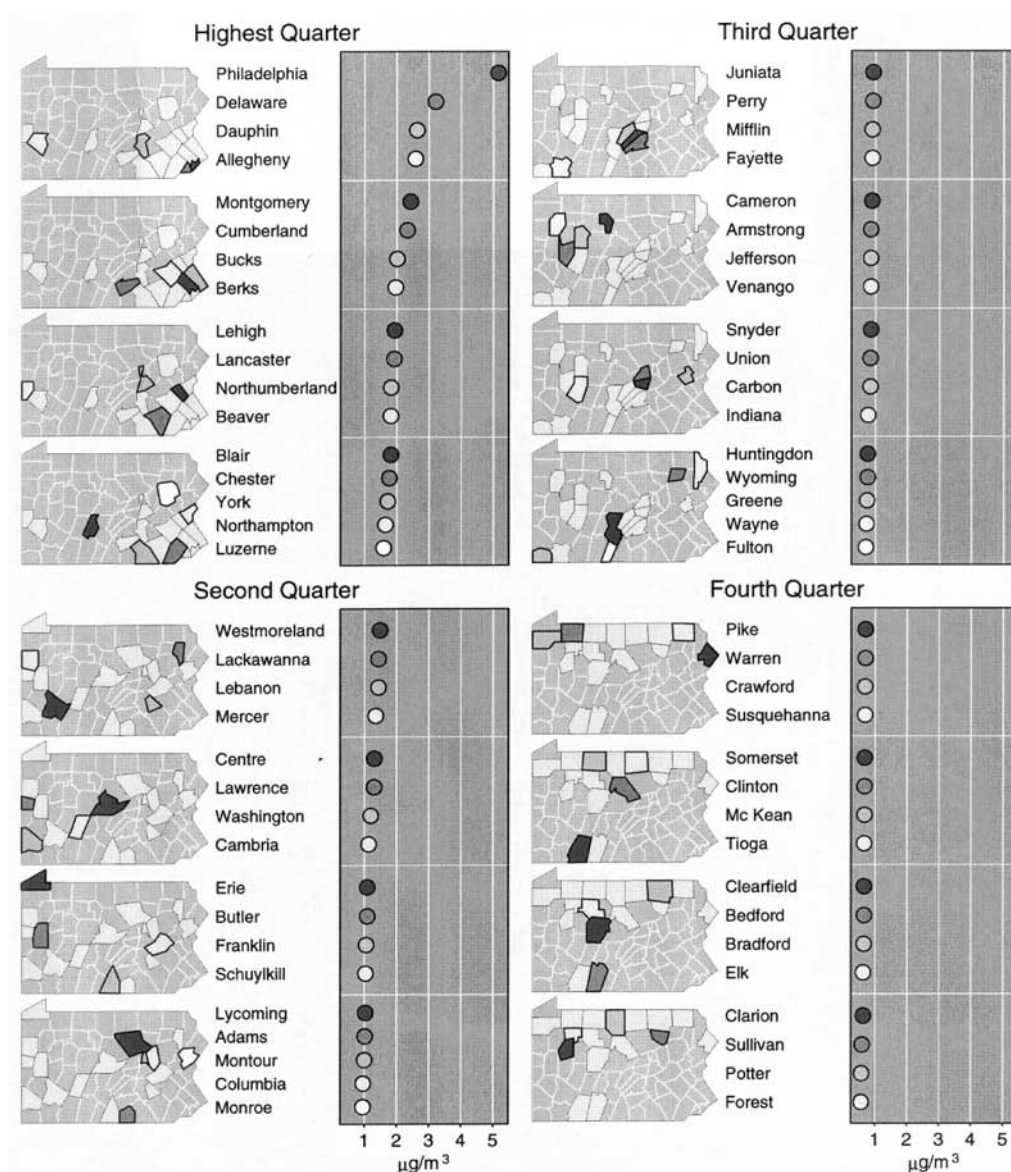 Highest Quarter
Philadelphia
Delaware
Dauphin
Allegheny
Montgomery
Cumberland
Bucks
Berks
Lehigh
Lancaster
Northumberland
Beaver
Blair
Chester
York
Northampton
Luzerne
Second Quarter
Westmoreland
Lackawanna
Lebanon
Mercer
Centre
Lawrence
Washington
Cambria
Erie
Butler
Franklin
Schuylkill
Lycoming
Adams
Montour
Columbia
Monroe
1 2 3 4 5
µg/m³
Third Quarter
Juniata
Perry
Mifflin
Fayette
Cameron
Armstrong
Jefferson
Venango
Snyder
Union
Carbon
Indiana
Huntingdon
Wyoming
Greene
Wayne
Fulton
Fourth Quarter
Pike
Warren
Crawford
Susquehanna
Somerset
Clinton
Mc Kean
Tioga
Clearfield
Bedford
Bradford
Elk
Clarion
Sullivan
Potter
Forest
1 2 3 4 5
µg/m³